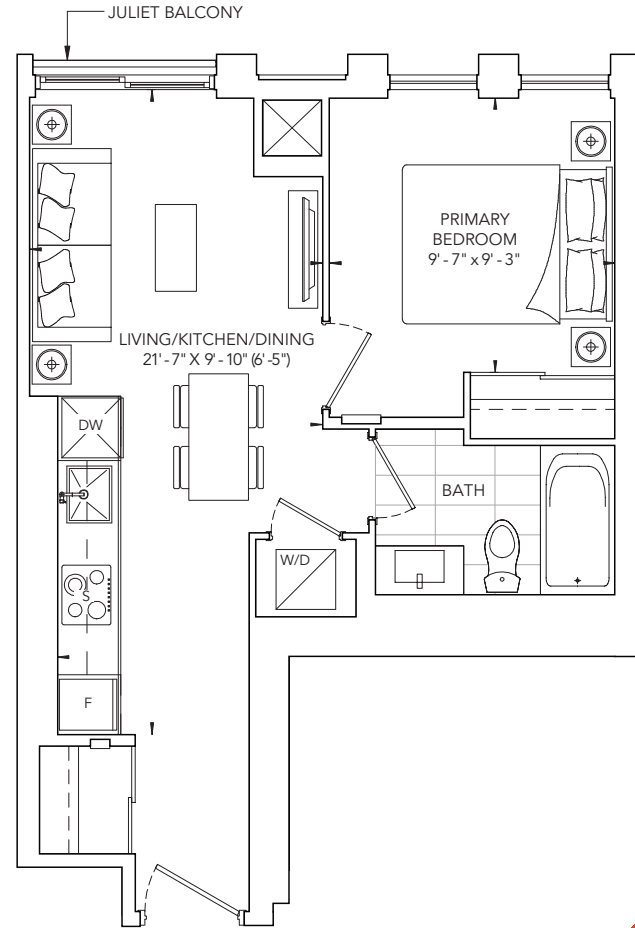 JULIET BALCONY
PRIMARY
BEDROOM
9'-7" x 9'-3"
LIVING/KITCHEN/DINING
21'-7" X 9'-10" (6'-5")
DW
BATH
W/D
S
F